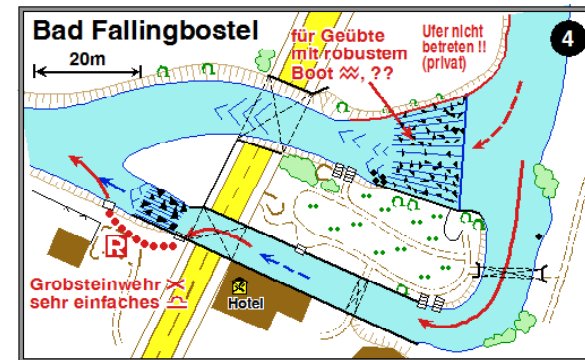 Bad Fallingbostel
20m
für Geübte
mit robustem
Boot ??
Ufer nicht
betreten !!
(privat)
4
R
Grobsteinwehr
sehr einfaches
Hotel